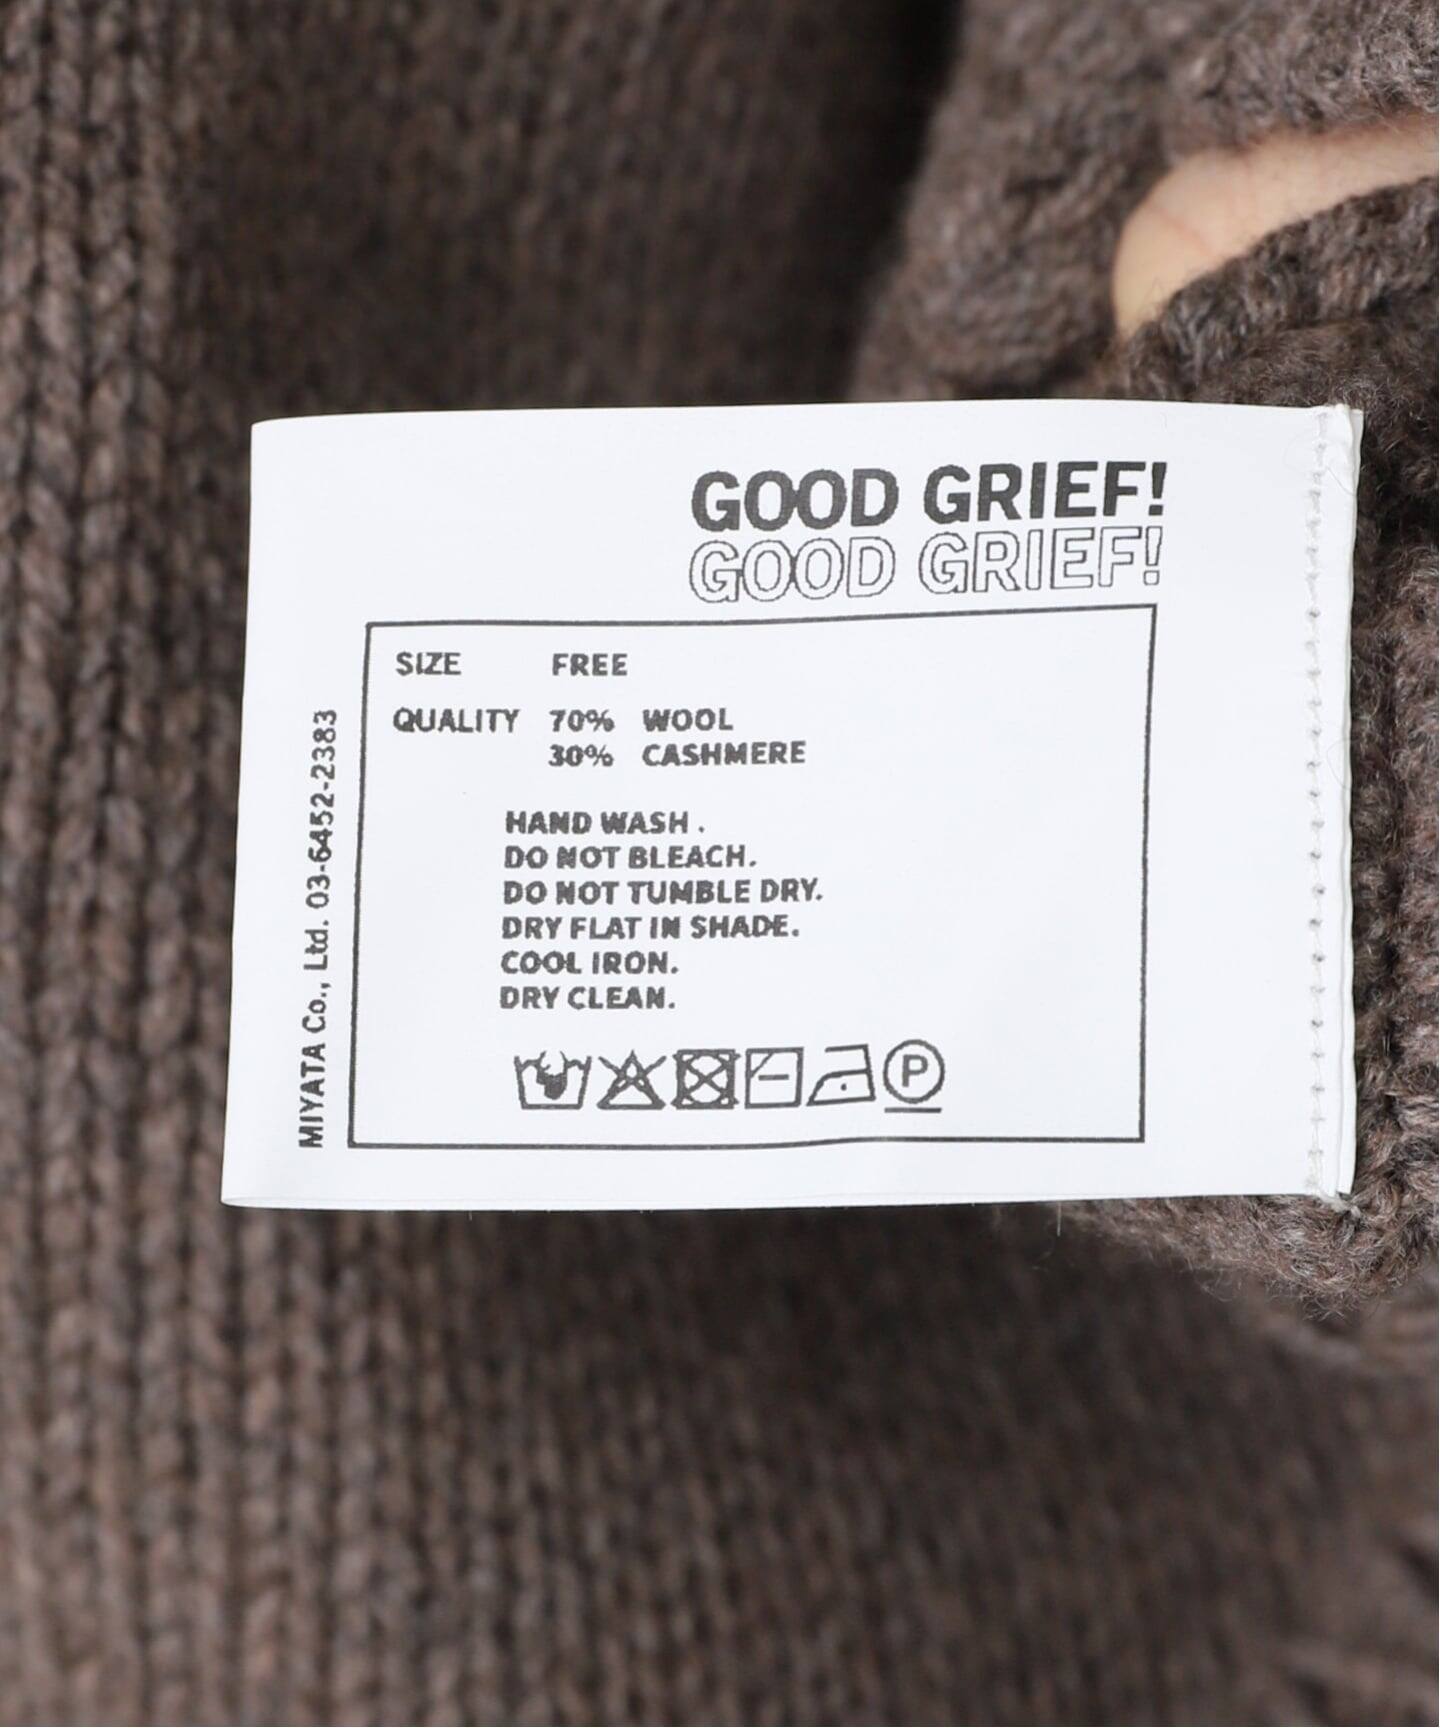 GOOD GRIEF!
GOOD GRIEF!
SIZE FREE
QUALITY 70% WOOL
30% CASHMERE
HAND WASH .
DO NOT BLEACH.
DO NOT TUMBLE DRY.
DRY FLAT IN SHADE.
COOL IRON.
DRY CLEAN.
P
MIYATA Co., Ltd. 03-6452-2383